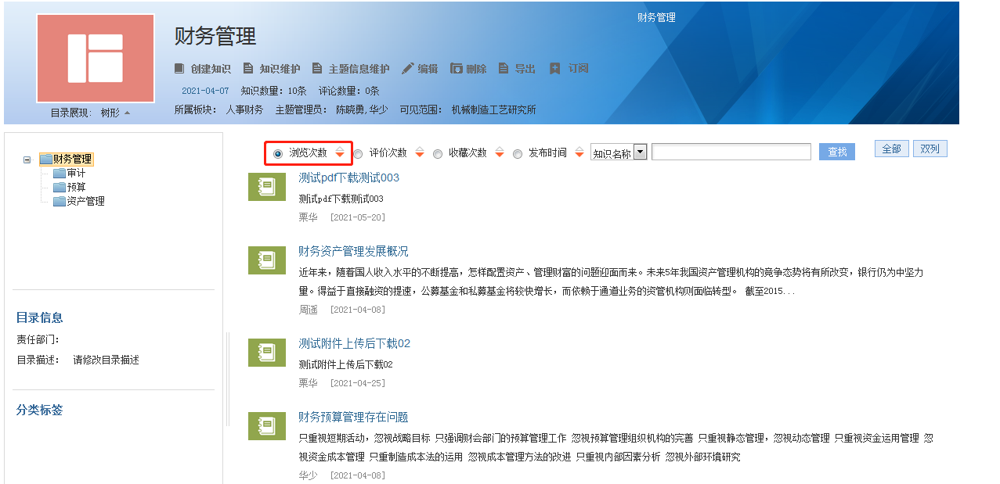 财务管理
财务管理
创建知识 知识维护 主题信息维护 编辑 删除 导出 订阅
2021-04-07 知识数量：10条 评论数量：0条
目录展现： 树形
所属板块： 人事财务 主题管理员： 陈晓勇,华少 可见范围： 机械制造工艺研究所
财务管理
审计
预算
资产管理
目录信息
责任部门：
目录描述： 请修改目录描述
分类标签
浏览次数 评价次数 收藏次数 发布时间 知识名称 查找 全部 双列
测试pdf下载测试003
测试pdf下载测试003
栗华 [2021-05-20]
财务资产管理发展概况
近年来，随着国人收入水平的不断提高，怎样配置资产、管理财富的问题迎面而来。未来5年我国资产管理机构的竞争态势将有所改变，银行仍为中坚力
量。得益于直接融资的提速，公募基金和私募基金将较快增长，而依赖于通道业务的资管机构则面临转型。 截至2015...
周遥 [2021-04-08]
测试附件上传后下载02
测试附件上传后下载02
栗华 [2021-04-25]
财务预算管理存在问题
只重视短期活动，忽视战略目标 只强调财会部门的预算管理工作 忽视预算管理组织机构的完善 只重视静态管理，忽视动态管理 只重视资金运用管理 忽
视资金成本管理 只重制造成本法的运用 忽视成本管理方法的改进 只重视内部因素分析 忽视外部环境研究
华少 [2021-04-08]